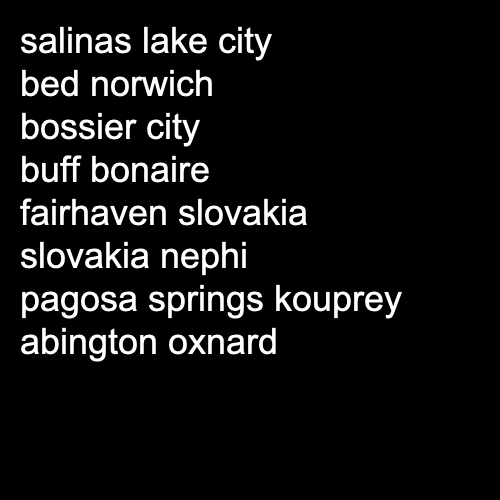 salinas lake city
bed norwich
bossier city
buff bonaire
fairhaven slovakia
slovakia nephi
pagosa springs kouprey
abington oxnard